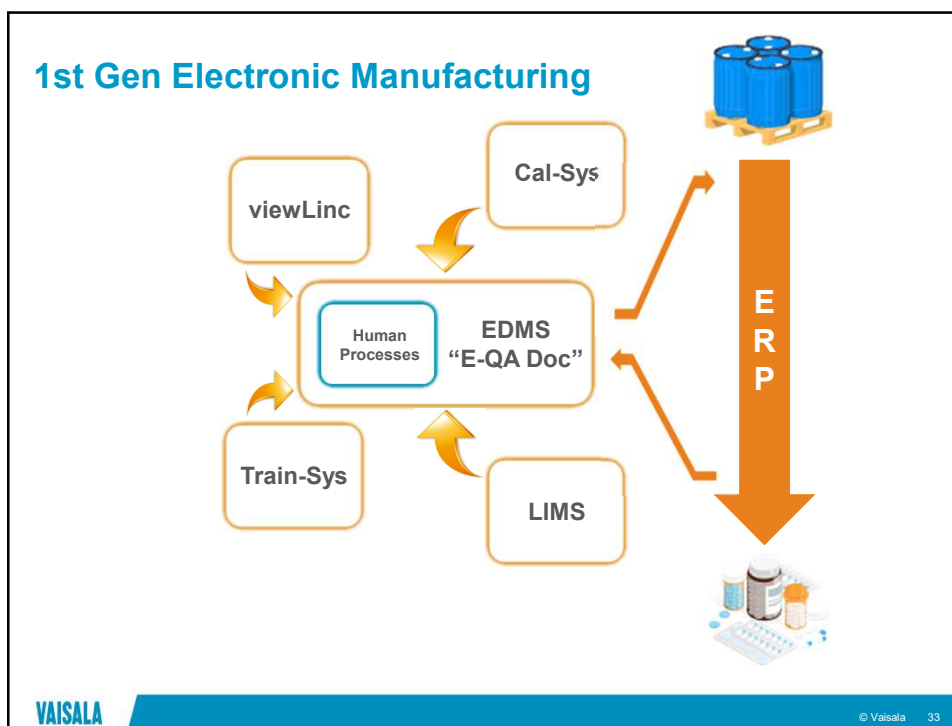 1st Gen Electronic Manufacturing
viewLinc
Cal-Sys
Human
Processes
EDMS
“E-QA Doc”
Train-Sys
LIMS
E
R
P
VAISALA
© Vaisala 33